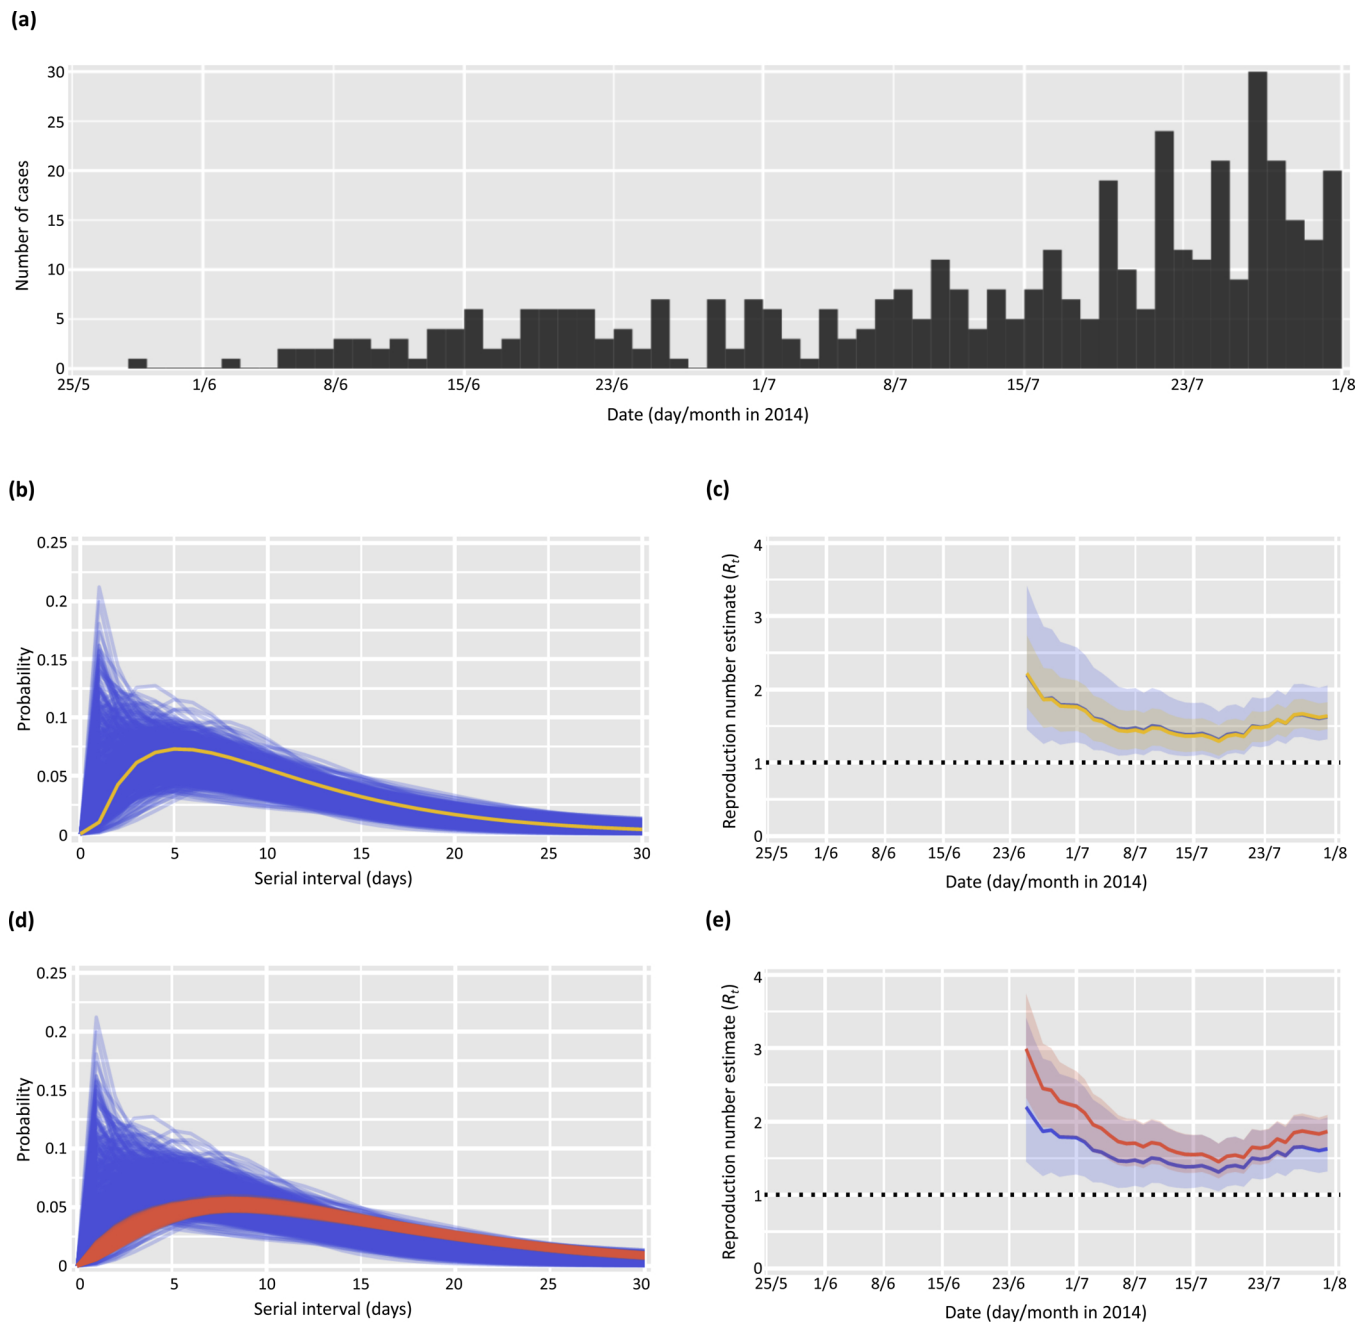 (a)
30
25
20
15
10
5
0
Number of cases
25/5 1/6 8/6 15/6 23/6 1/7 8/7 15/7 23/7 1/8
Date (day/month in 2014)
(b)
0.25
0.2
0.15
0.1
0.05
0
Probability
0 5 10 15 20 25 30
Serial interval (days)
(c)
4
3
2
1
0
Reproduction number estimate (Rt)
25/5 1/6 8/6 15/6 23/6 1/7 8/7 15/7 23/7 1/8
Date (day/month in 2014)
(d)
0.25
0.2
0.15
0.1
0.05
0
Probability
0 5 10 15 20 25 30
Serial interval (days)
(e)
4
3
2
1
0
Reproduction number estimate (Rt)
25/5 1/6 8/6 15/6 23/6 1/7 8/7 15/7 23/7 1/8
Date (day/month in 2014)